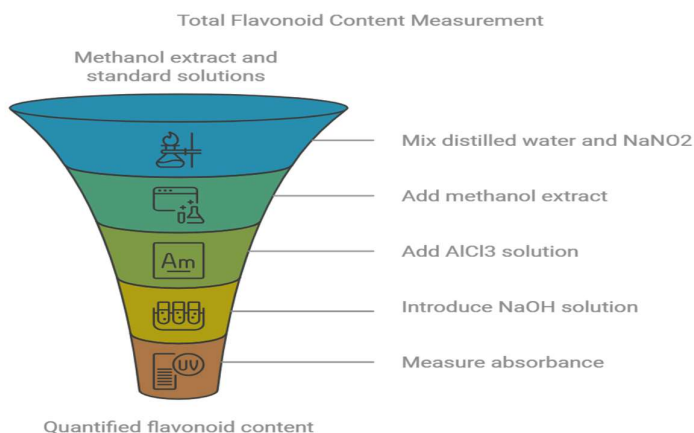 Total Flavonoid Content Measurement
Methanol extract and
standard solutions
Mix distilled water and NaNO2
Add methanol extract
Add AlCl3 solution
Am
Introduce NaOH solution
UV
Measure absorbance
Quantified flavonoid content